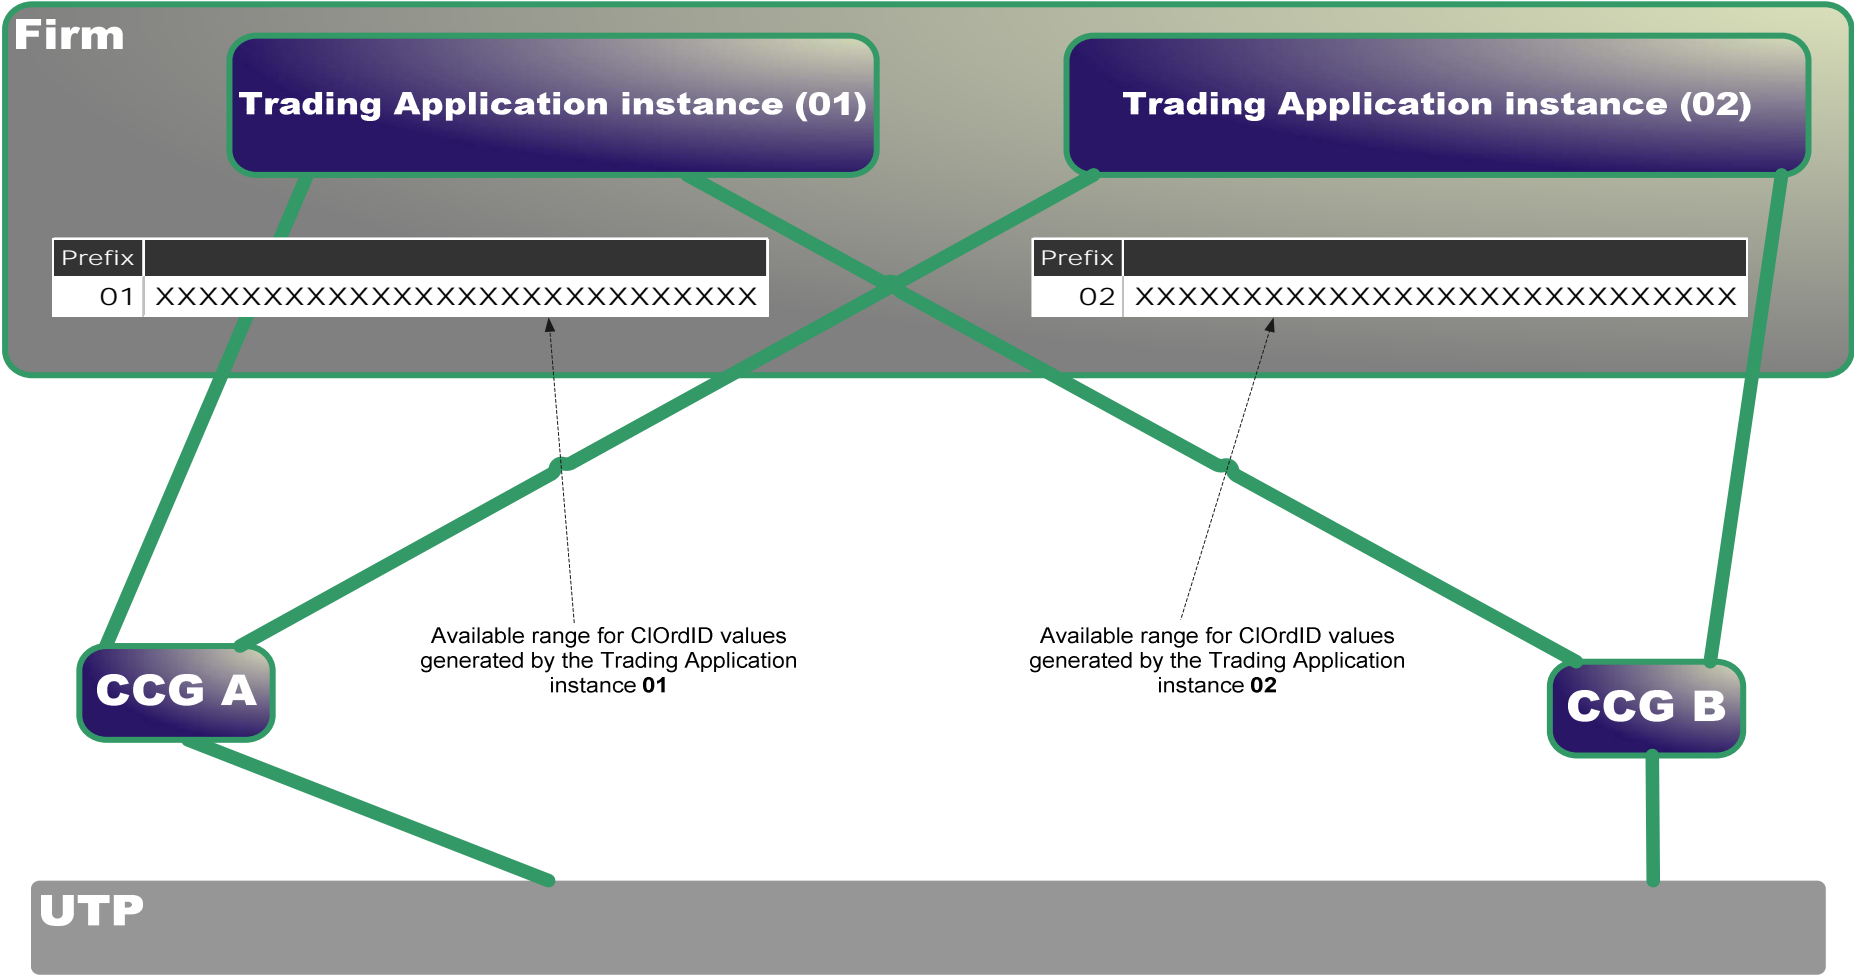 Firm
Trading Application instance (01)
Trading Application instance (02)
Prefix
01 XXXXXXXXXXXXXXXXXXXXXXXXXXXX
Prefix
02 XXXXXXXXXXXXXXXXXXXXXXXXXXXX
Available range for ClOrdID values
generated by the Trading Application
instance 01
Available range for ClOrdID values
generated by the Trading Application
instance 02
CCG A
CCG B
UTP